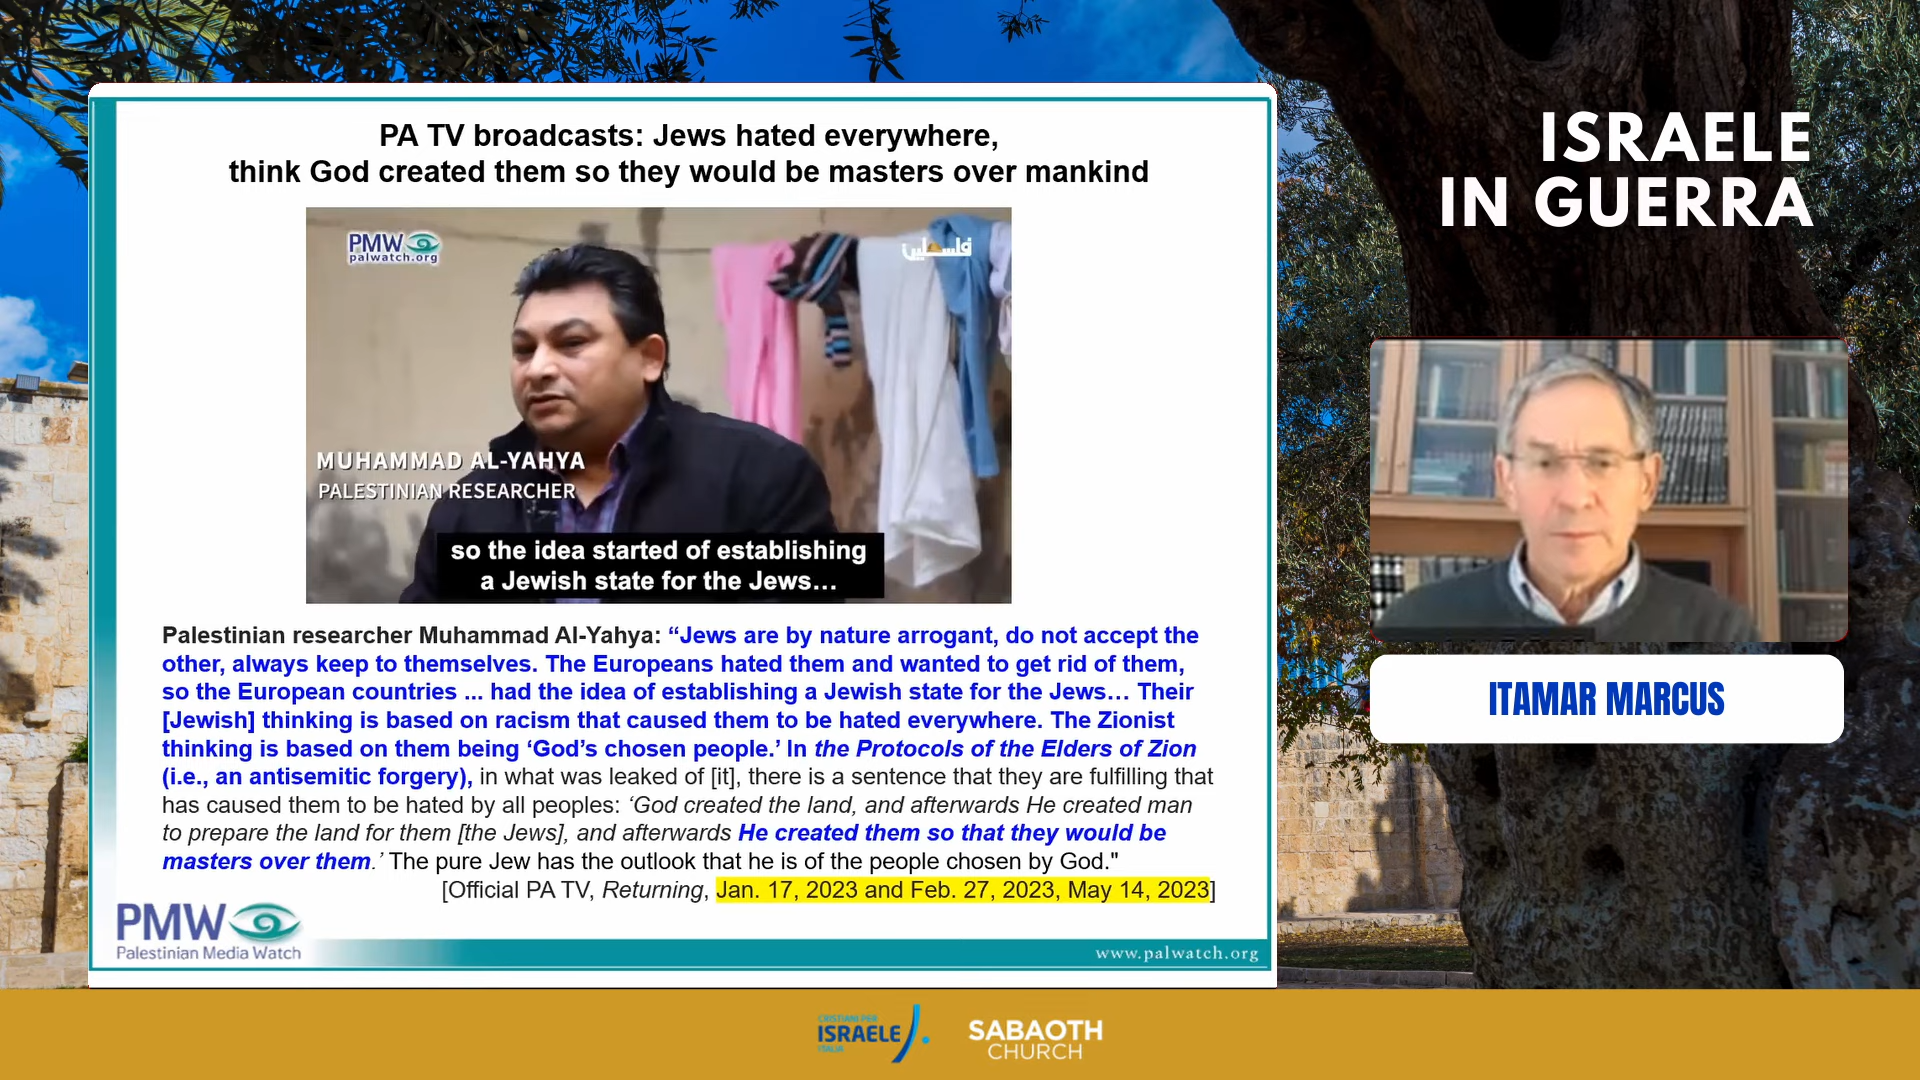 PA TV broadcasts: Jews hated everywhere,
think God created them so they would be masters over mankind
PMW
palwatch.org
فلسطين
MUHAMMAD AL-YAHYA
PALESTINIAN RESEARCHER
so the idea started of establishing
a Jewish state for the Jews...
Palestinian researcher Muhammad Al-Yahya: “Jews are by nature arrogant, do not accept the
other, always keep to themselves. The Europeans hated them and wanted to get rid of them,
so the European countries ... had the idea of establishing a Jewish state for the Jews… Their
[Jewish] thinking is based on racism that caused them to be hated everywhere. The Zionist
thinking is based on them being ‘God’s chosen people.’ In the Protocols of the Elders of Zion
(i.e., an antisemitic forgery), in what was leaked of [it], there is a sentence that they are fulfilling that
has caused them to be hated by all peoples: ‘God created the land, and afterwards He created man
to prepare the land for them [the Jews], and afterwards He created them so that they would be
masters over them.’ The pure Jew has the outlook that he is of the people chosen by God."
[Official PA TV, Returning, Jan. 17, 2023 and Feb. 27, 2023, May 14, 2023]
PMW
Palestinian Media Watch
www.palwatch.org
ISRAELE
IN GUERRA
ITAMAR MARCUS
CRISTIANI PER
ISRAELE
ITALIA
SABAOTH
CHURCH